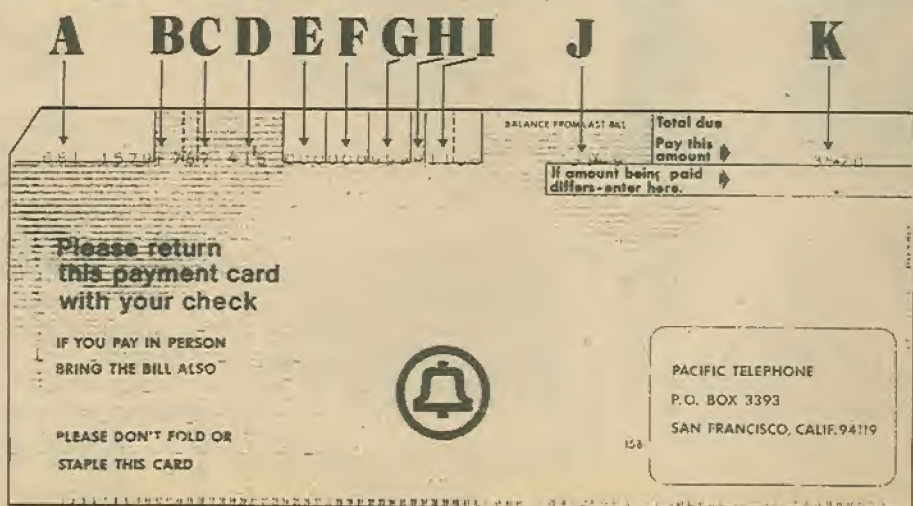 A B C D E F G H I J K
BALANCE FROM LAST BILL
Total due
Pay this
amount
If amount being paid
differs-enter here.
Please return
this payment card
with your check
IF YOU PAY IN PERSON
BRING THE BILL ALSO
PLEASE DON'T FOLD OR
STAPLE THIS CARD
PACIFIC TELEPHONE
P.O. BOX 3393
SAN FRANCISCO, CALIF. 94119